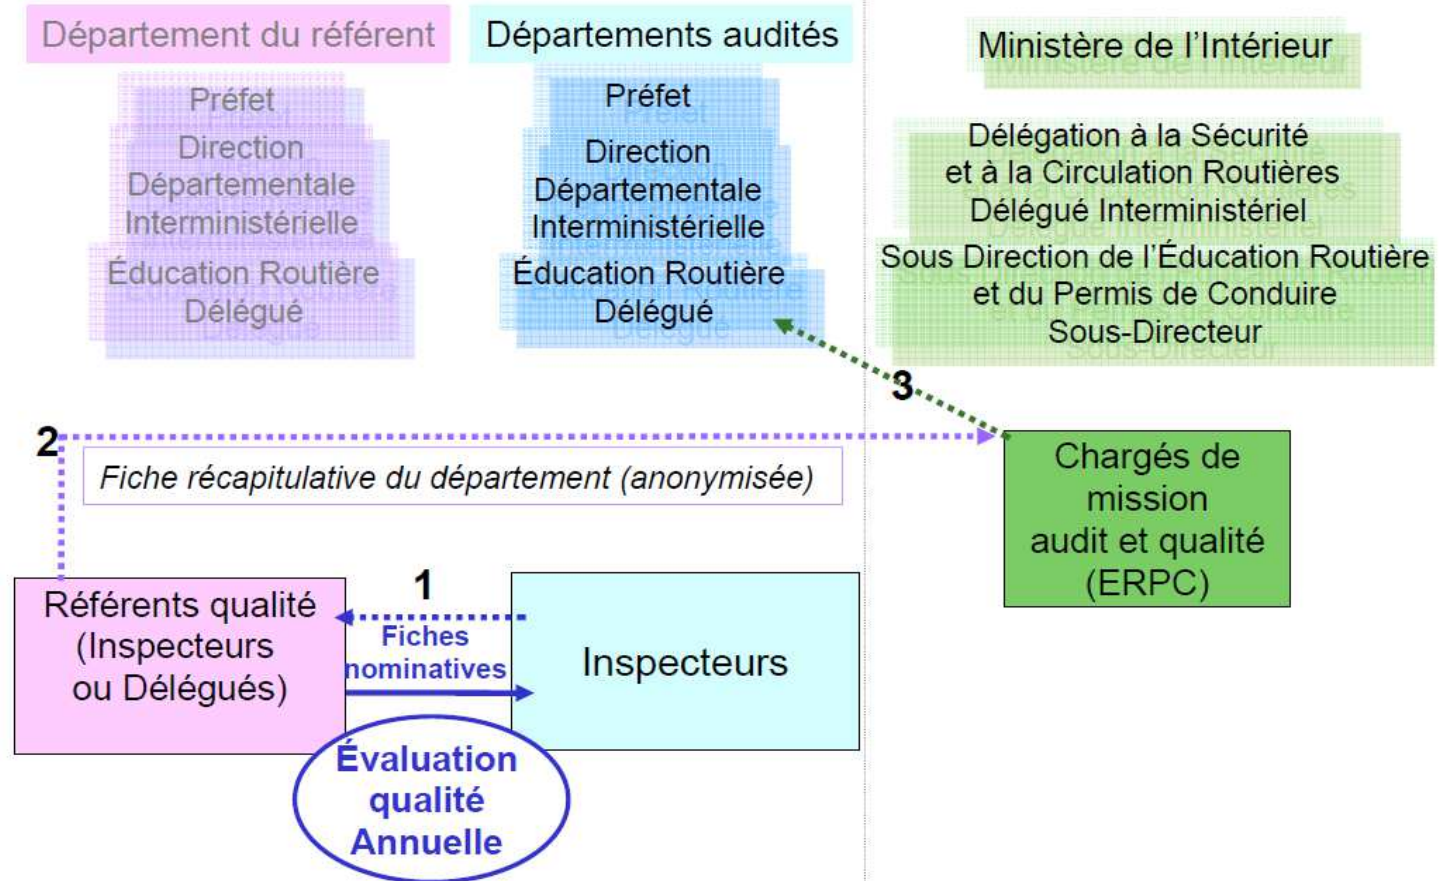 Département du référent
Préfet
Direction
Départementale
Interministérielle
Éducation Routière
Délégué
Départements audités
Préfet
Direction
Départementale
Interministérielle
Éducation Routière
Délégué
Ministère de l'Intérieur
Délégation à la Sécurité
et à la Circulation Routières
Délégué Interministériel
Sous Direction de l'Éducation Routière
et du Permis de Conduire
Sous-Directeur
3
2
Fiche récapitulative du département (anonymisée)
Chargés de
mission
audit et qualité
(ERPC)
Référents qualité
(Inspecteurs
ou Délégués)
1
Fiches
nominatives
Inspecteurs
Évaluation
qualité
Annuelle